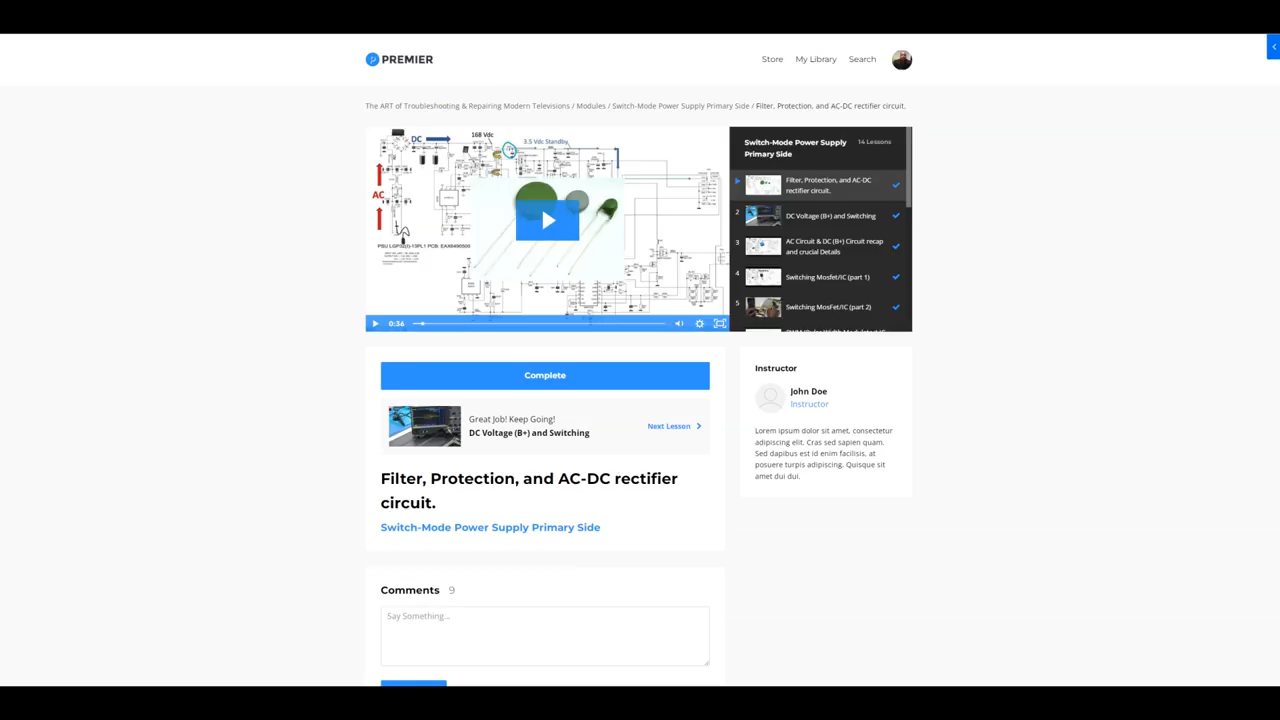 PREMIER
Store My Library Search
The ART of Troubleshooting & Repairing Modern Televisions / Modules / Switch-Mode Power Supply Primary Side / Filter, Protection, and AC-DC rectifier circuit.
DC
168 Vdc
3.5 Vdc Standby
AC
0:36
Switch-Mode Power Supply Primary Side
14 Lessons
Filter, Protection, and AC-DC
rectifier circuit.
2 DC Voltage (B+) and Switching
3 AC Circuit & DC (B+) Circuit recap
and crucial Details
4 Switching Mosfet/IC (part 1)
5 Switching MosFet/IC (part 2)
Complete
Great Job! Keep Going!
DC Voltage (B+) and Switching
Next Lesson
Filter, Protection, and AC-DC rectifier
circuit.
Switch-Mode Power Supply Primary Side
Instructor
John Doe
Instructor
Lorem ipsum dolor sit amet, consectetur
adipiscing elit. Cras sed sapien quam.
Sed dapibus est id enim facilisis, at
posuere turpis adipiscing. Quisque sit
amet dui dui.
Comments 9
Say Something...